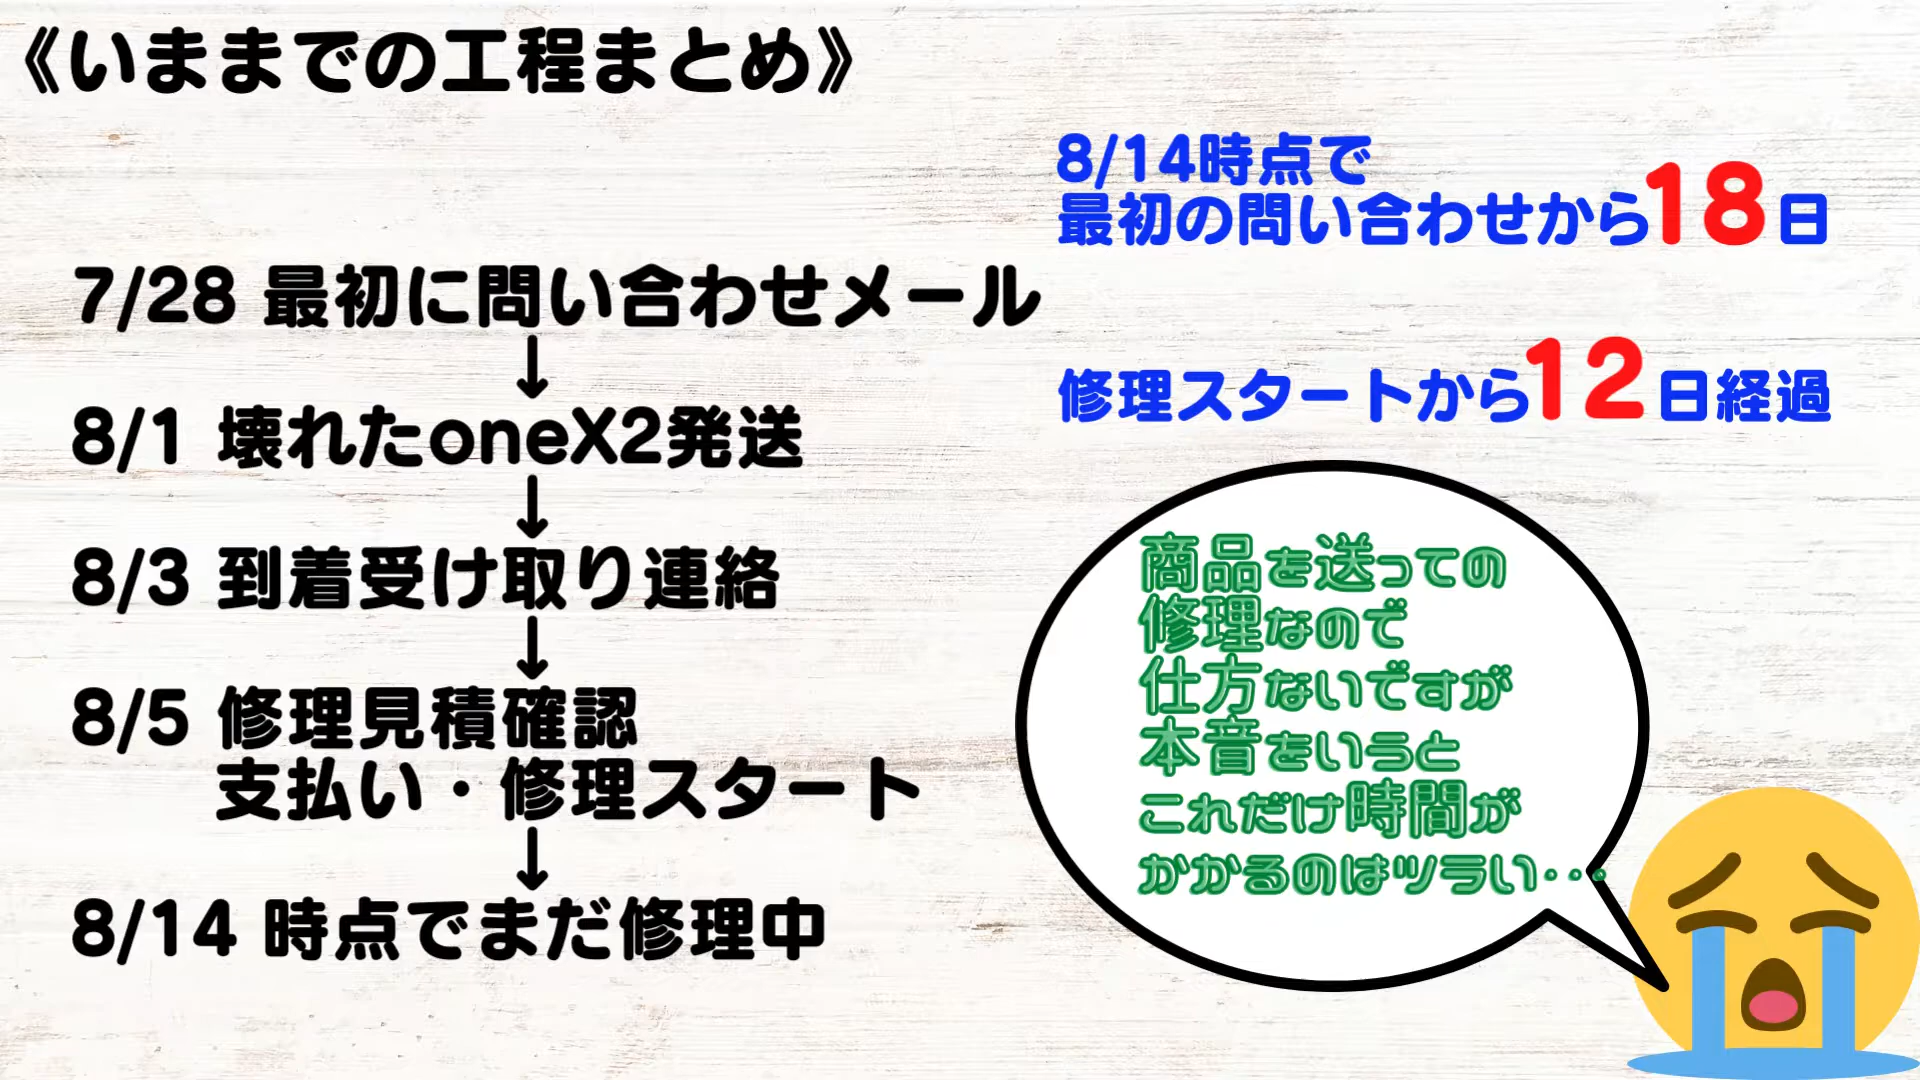 《いままでの工程まとめ》
7/28 最初に問い合わせメール
↓
8/1 壊れたoneX2発送
↓
8/3 到着受け取り連絡
↓
8/5 修理見積確認
支払い・修理スタート
↓
8/14 時点でまだ修理中
8/14時点で
最初の問い合わせから18日
修理スタートから12日経過
商品を送っての
修理なので
仕方ないですが
本音をいうと
これだけ時間が
かかるのはツラい・・・